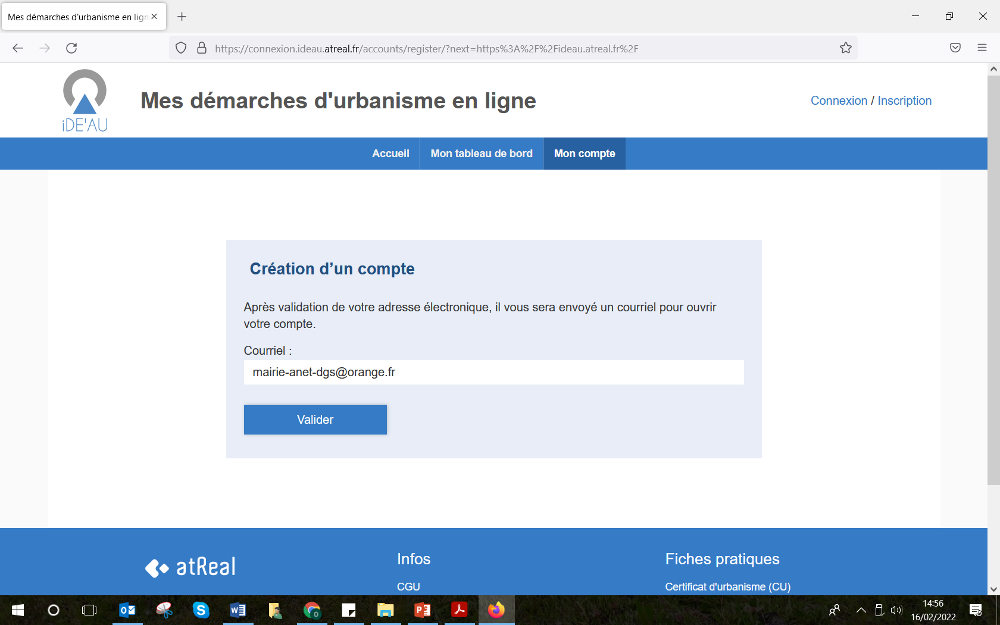 Mes démarches d'urbanisme en lign
https://connexion.ideau.atreal.fr/accounts/register/?next=https%3A%2F%2Fideau.atreal.fr%2F
iDE'AU
Mes démarches d'urbanisme en ligne
Connexion / Inscription
Accueil
Mon tableau de bord
Mon compte
Création d’un compte
Après validation de votre adresse électronique, il vous sera envoyé un courriel pour ouvrir
votre compte.
Courriel :
mairie-anet-dgs@orange.fr
Valider
atReal
Infos
Fiches pratiques
CGU
Certificat d'urbanisme (CU)
14:56
16/02/2022